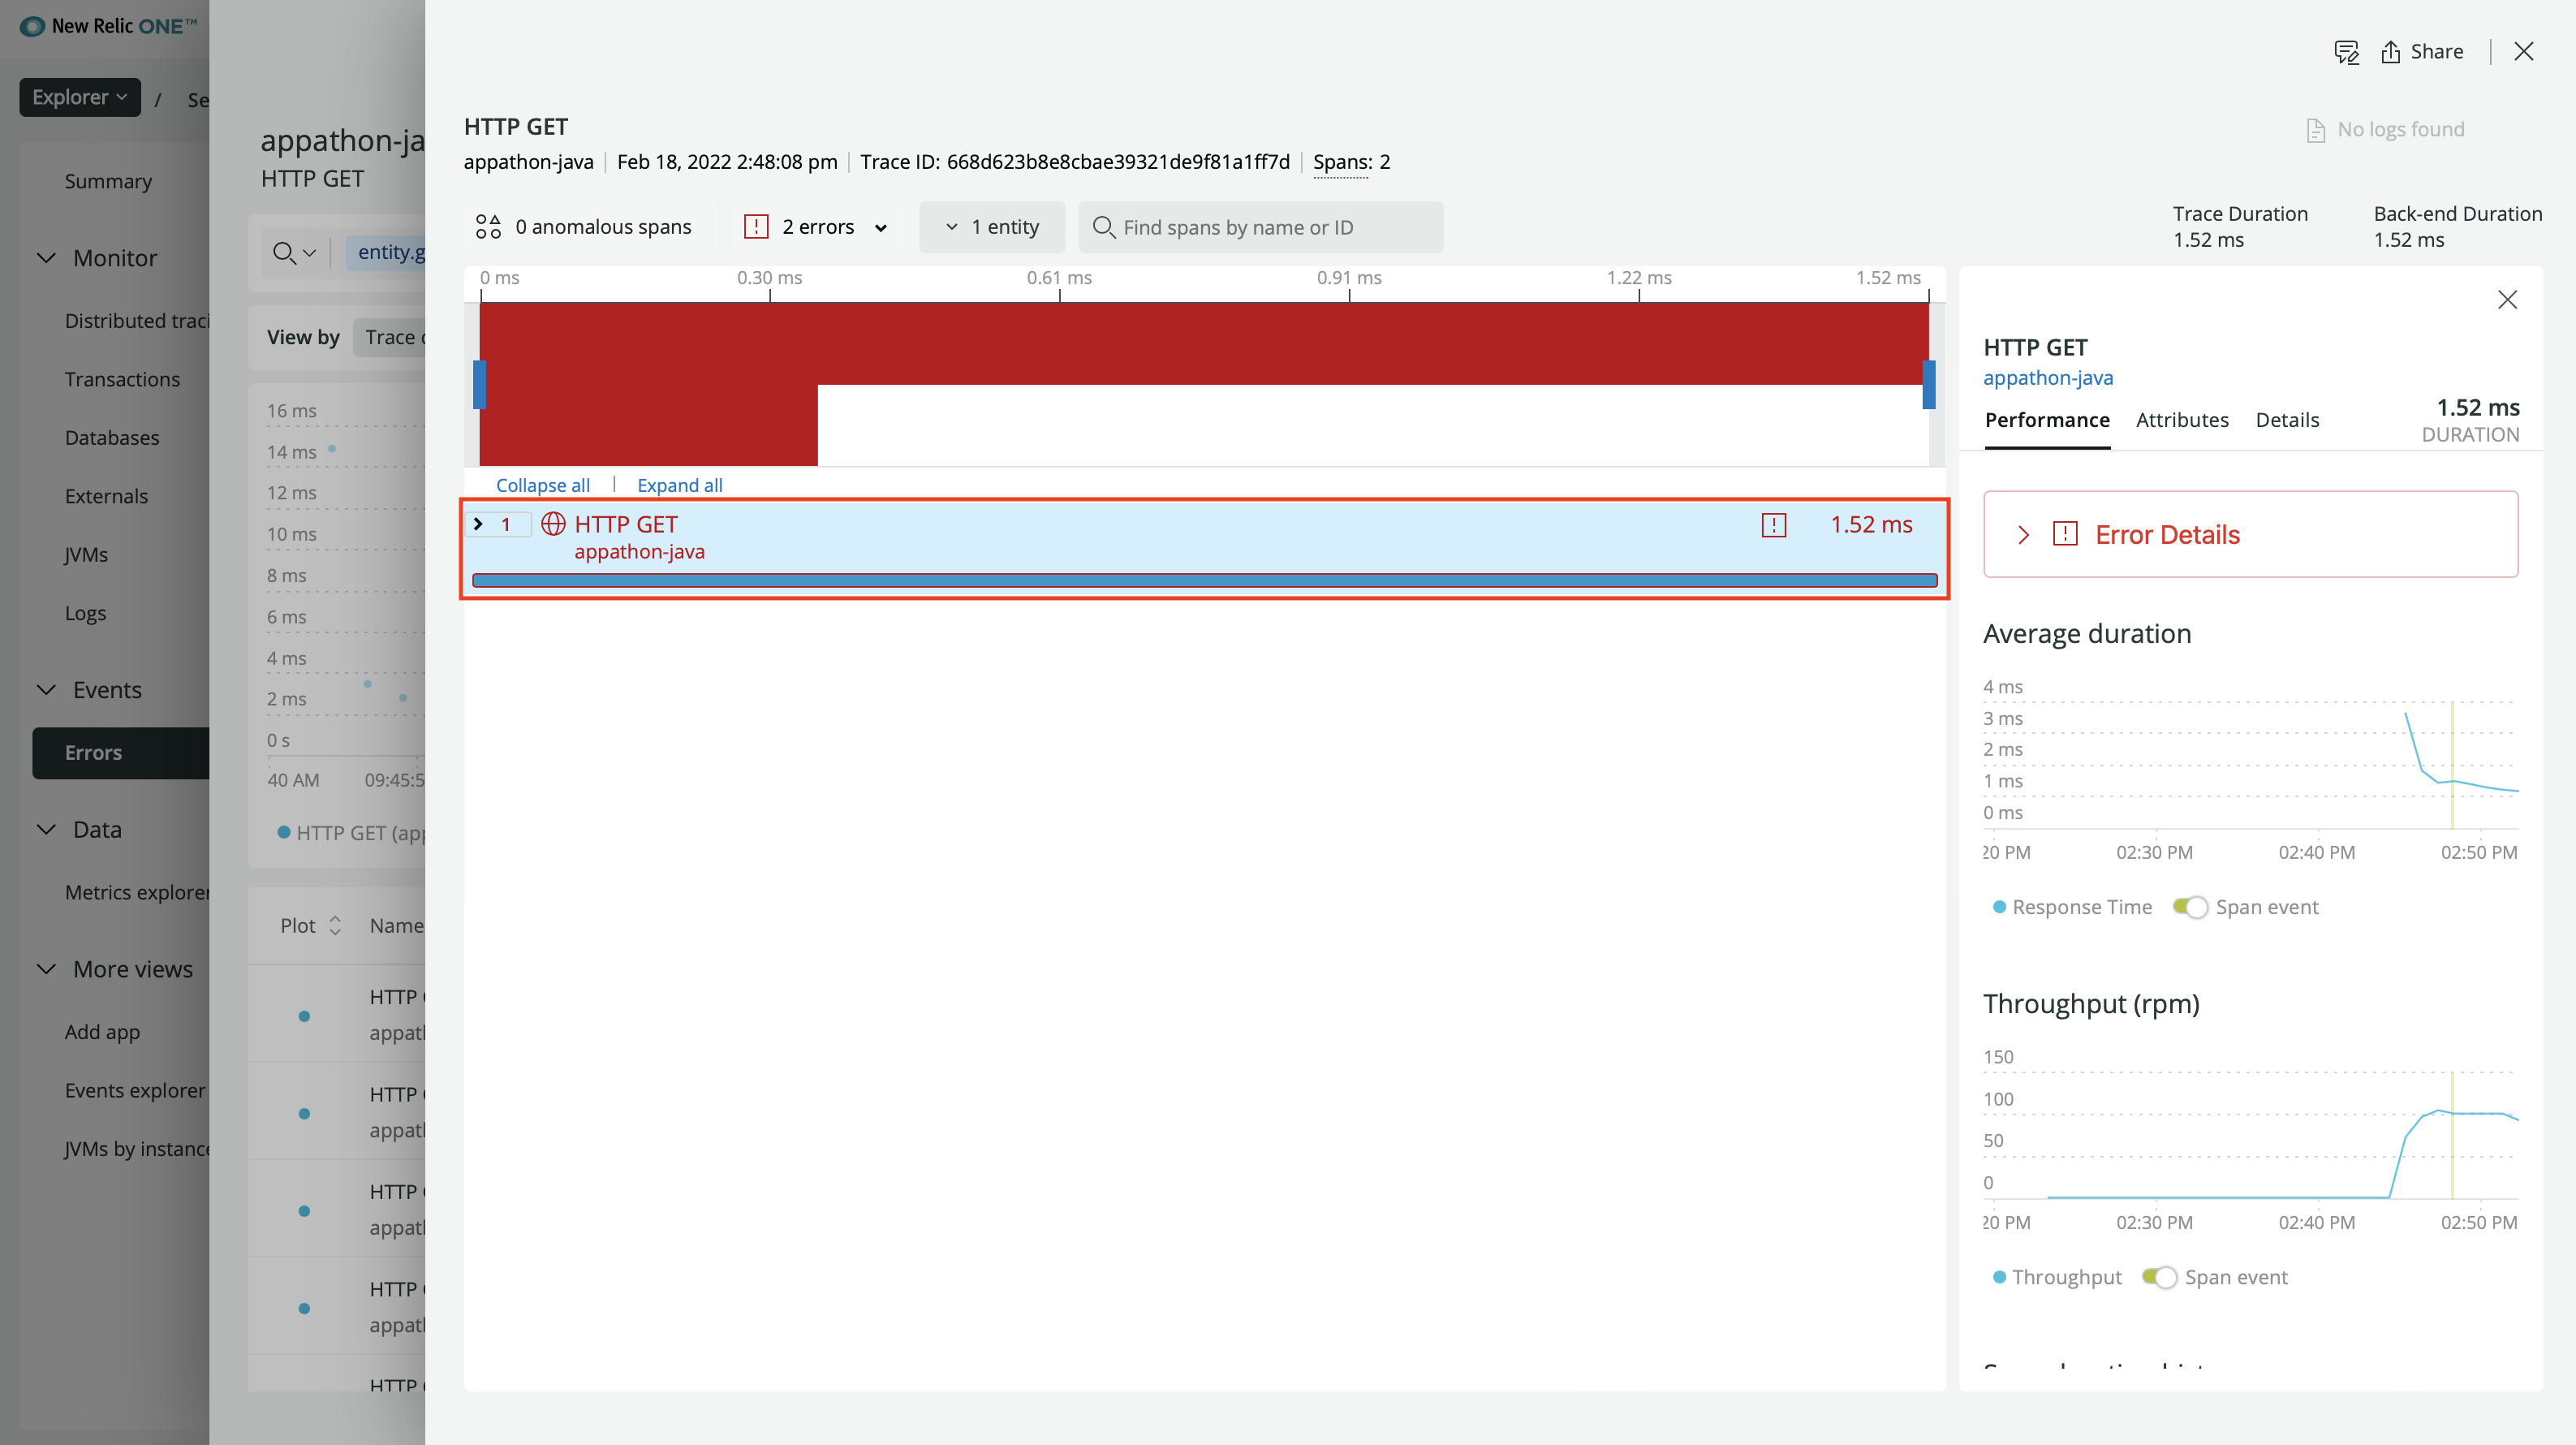 New Relic ONE™
Explorer / Se
Summary
Monitor
Distributed traci
Transactions
Databases
Externals
JVMs
Logs
Events
Errors
Data
Metrics explorer
More views
Add app
Events explorer
JVMs by instance
appathon-ja
HTTP GET
entity.g
View by Trace
16 ms
14 ms
12 ms
10 ms
8 ms
6 ms
4 ms
2 ms
0 s
40 AM 09:45:5
HTTP GET (app
Plot Name
HTTP
appath
HTTP
appath
HTTP
appath
HTTP
appath
HTTP
Share
HTTP GET
No logs found
appathon-java | Feb 18, 2022 2:48:08 pm | Trace ID: 668d623b8e8cbae39321de9f81a1ff7d | Spans: 2
0 anomalous spans 2 errors 1 entity Find spans by name or ID
Trace Duration
1.52 ms
Back-end Duration
1.52 ms
0 ms 0.30 ms 0.61 ms 0.91 ms 1.22 ms 1.52 ms
Collapse all | Expand all
1 HTTP GET 1.52 ms
appathon-java
HTTP GET
appathon-java
Performance Attributes Details
1.52 ms
DURATION
Error Details
Average duration
4 ms
3 ms
2 ms
1 ms
0 ms
20 PM 02:30 PM 02:40 PM 02:50 PM
Response Time Span event
Throughput (rpm)
150
100
50
0
20 PM 02:30 PM 02:40 PM 02:50 PM
Throughput Span event